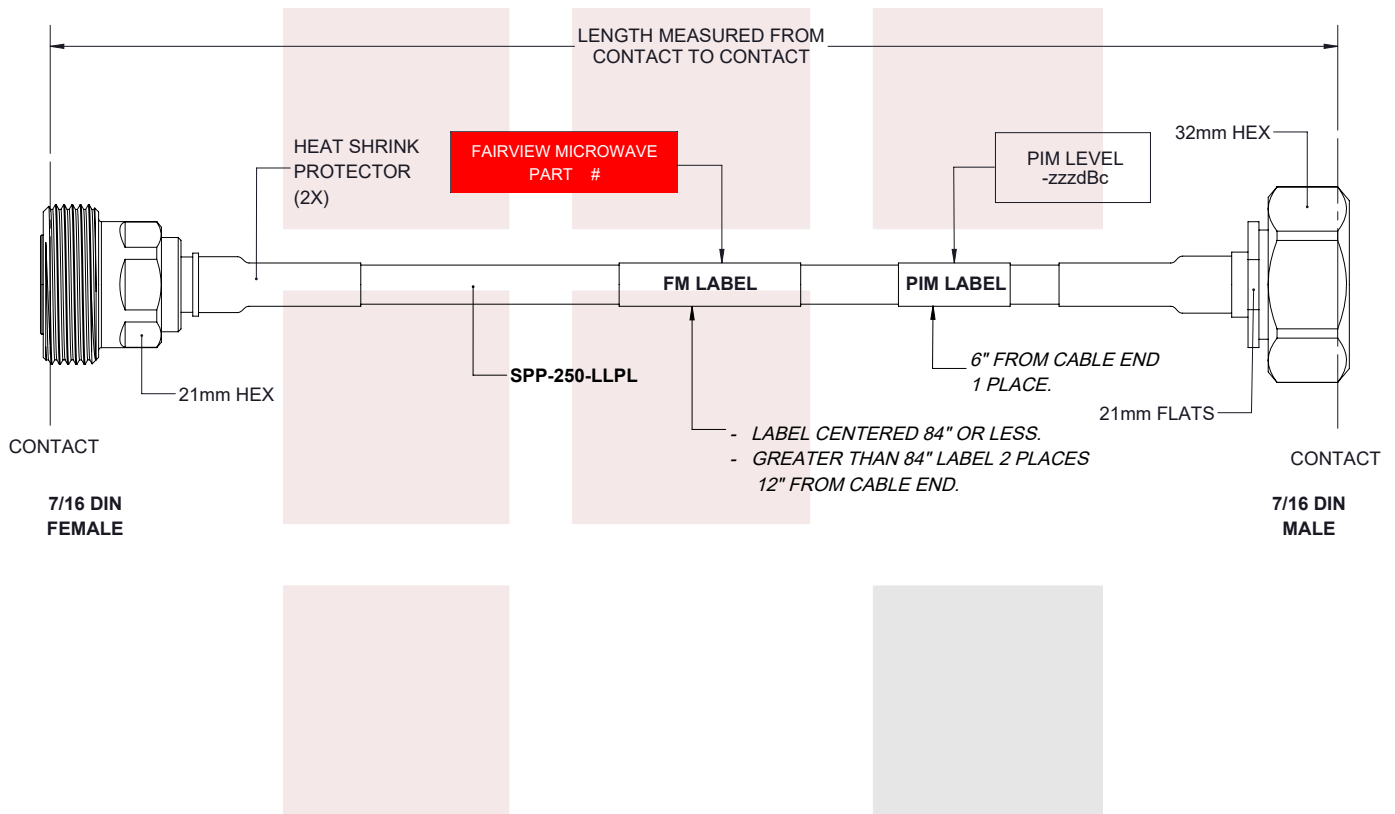 LENGTH MEASURED FROM
CONTACT TO CONTACT
HEAT SHRINK
PROTECTOR
(2X)
FAIRVIEW MICROWAVE
PART #
PIM LEVEL
-zzzdBc
32mm HEX
FM LABEL
PIM LABEL
21mm HEX
SPP-250-LLPL
6" FROM CABLE END
1 PLACE.
21mm FLATS
- LABEL CENTERED 84" OR LESS.
- GREATER THAN 84" LABEL 2 PLACES
12" FROM CABLE END.
CONTACT
7/16 DIN
FEMALE
CONTACT
7/16 DIN
MALE